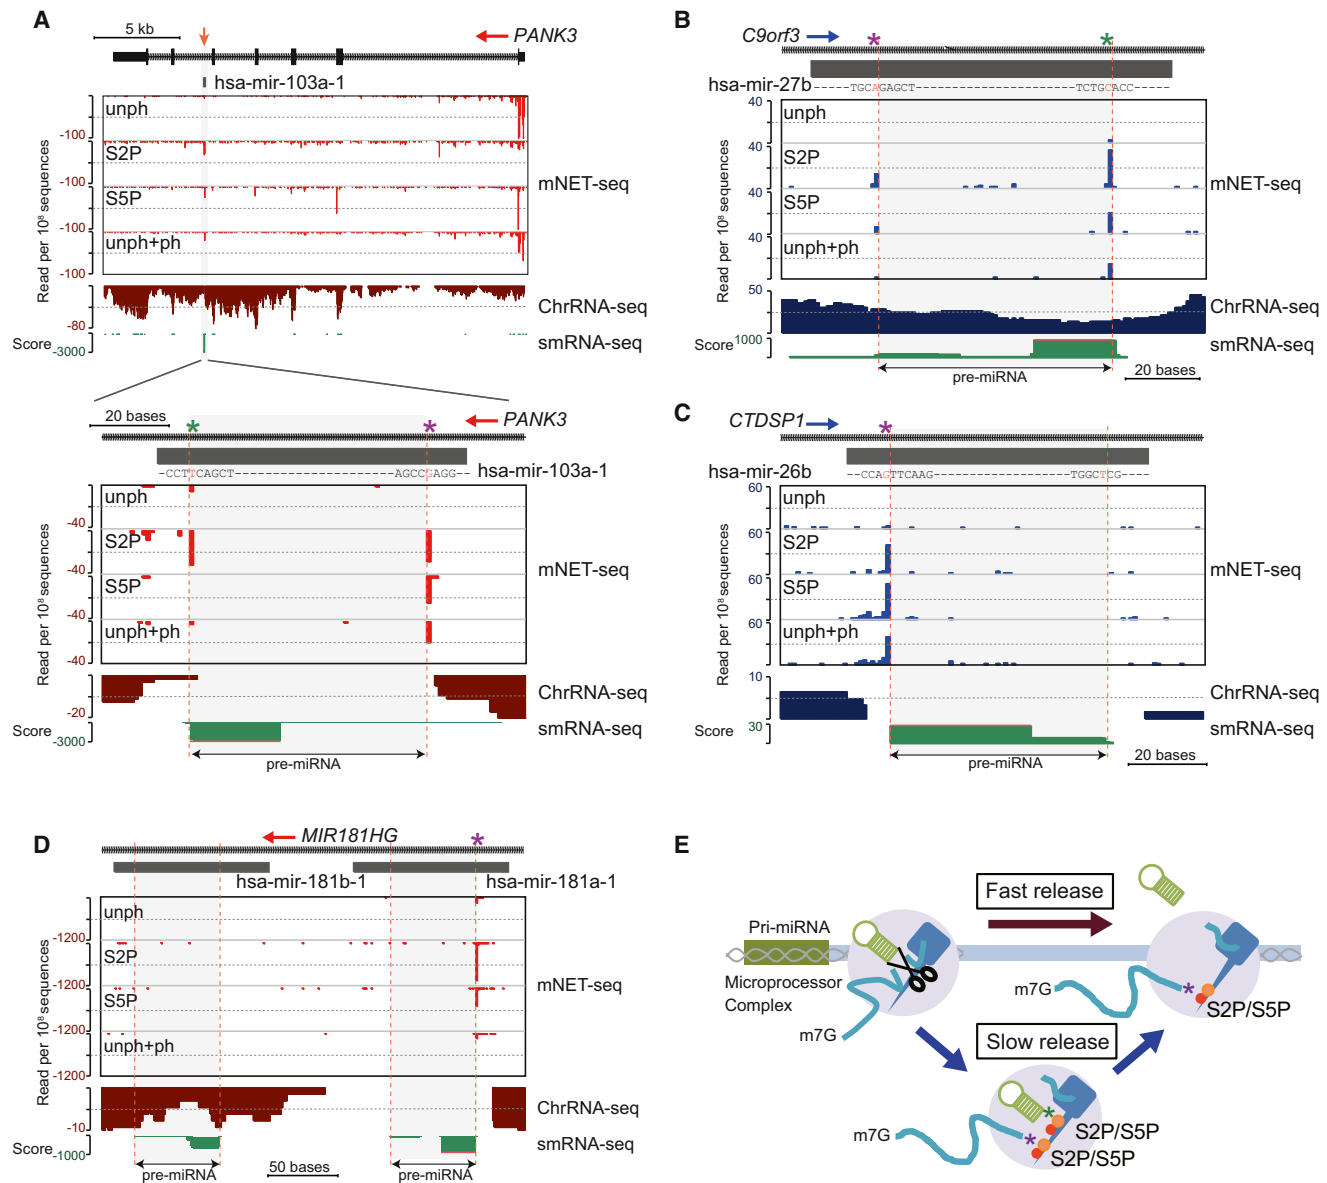 A
5 kb
PANK3
hsa-mir-103a-1
unph
-100
S2P
-100
S5P
-100
unph+ph
-100
Read per 10⁸ sequences
mNET-seq
ChrRNA-seq
-80
Score
-3000
smRNA-seq
20 bases
*
*
PANK3
-CCTTCAGCT------------------------AGCCGAGG--
hsa-mir-103a-1
unph
-40
S2P
-40
S5P
-40
unph+ph
-40
Read per 10⁸ sequences
mNET-seq
ChrRNA-seq
-20
Score
-3000
smRNA-seq
pre-miRNA
B
C9orf3
*
*
hsa-mir-27b
-----TGCAGAGCT------------------------TCTGCACC-----
40
unph
40
S2P
40
S5P
40
unph+ph
Read per 10⁸ sequences
mNET-seq
50
ChrRNA-seq
Score
1000
smRNA-seq
pre-miRNA
20 bases
C
CTDSP1
*
hsa-mir-26b
--CCAGTTCAAG--------------------TGGCTCG---
60
unph
60
S2P
60
S5P
60
unph+ph
Read per 10⁸ sequences
mNET-seq
10
ChrRNA-seq
Score
30
smRNA-seq
pre-miRNA
20 bases
D
MIR181HG
*
hsa-mir-181b-1
hsa-mir-181a-1
unph
-1200
S2P
-1200
S5P
-1200
unph+ph
-1200
Read per 10⁸ sequences
mNET-seq
ChrRNA-seq
-10
Score
-1000
smRNA-seq
pre-miRNA
pre-miRNA
50 bases
E
Fast release
Pri-miRNA
Microprocessor
Complex
m7G
m7G
*
S2P/S5P
Slow release
m7G
*
*
S2P/S5P
S2P/S5P